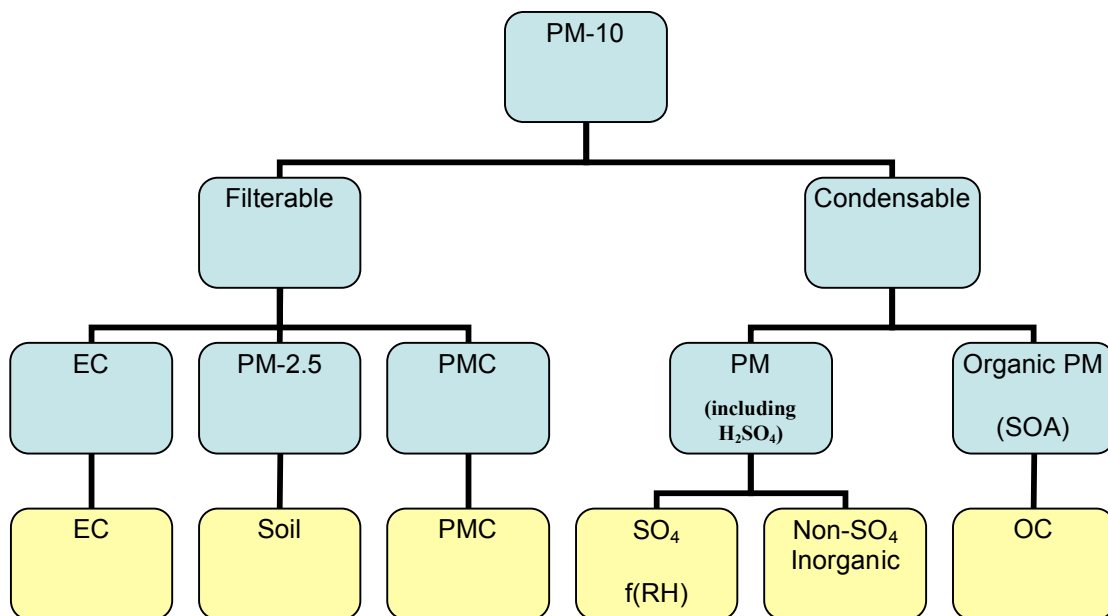 PM-10
Filterable
Condensable
EC
PM-2.5
PMC
PM
(including
H₂SO₄)
Organic PM
(SOA)
EC
Soil
PMC
SO₄
f(RH)
Non-SO₄
Inorganic
OC